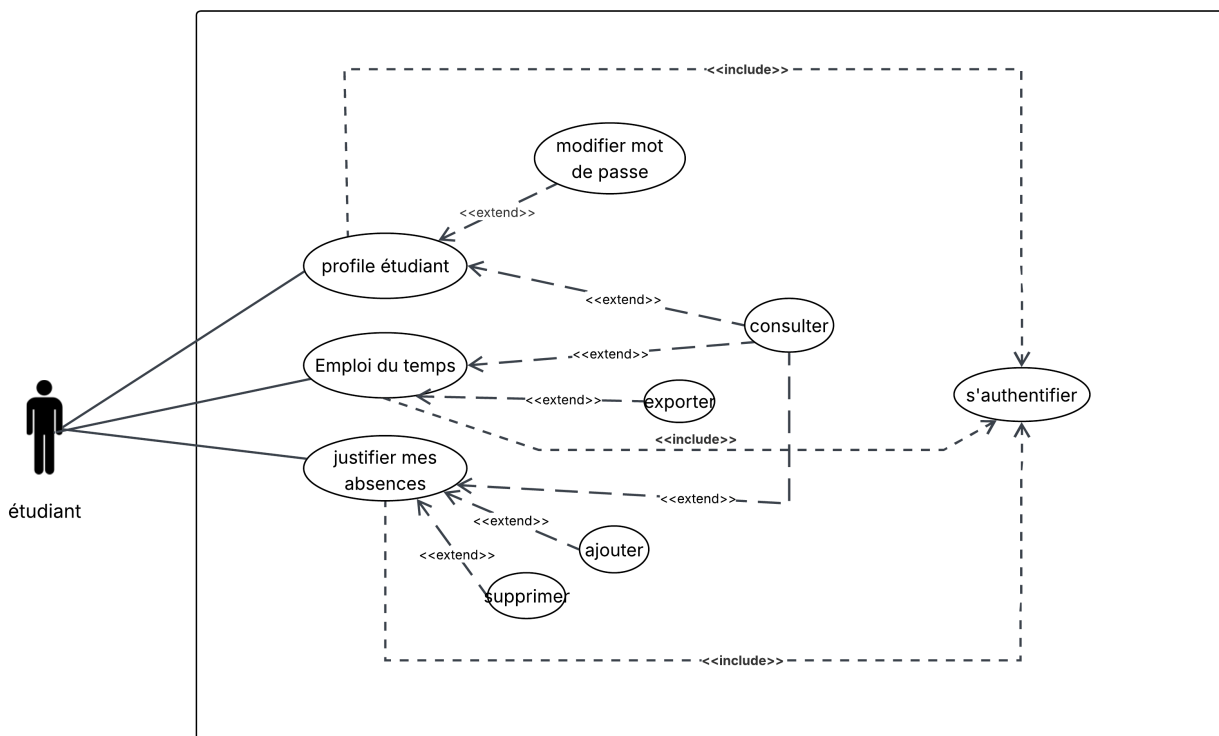 <<include>>
modifier mot
de passe
<<extend>>
profile étudiant
<<extend>>
consulter
<<extend>>
Emploi du temps
s'authentifier
<<extend>>
exporter
<<include>>
justifier mes
absences
<<extend>>
étudiant
<<extend>>
ajouter
<<extend>>
supprimer
<<include>>